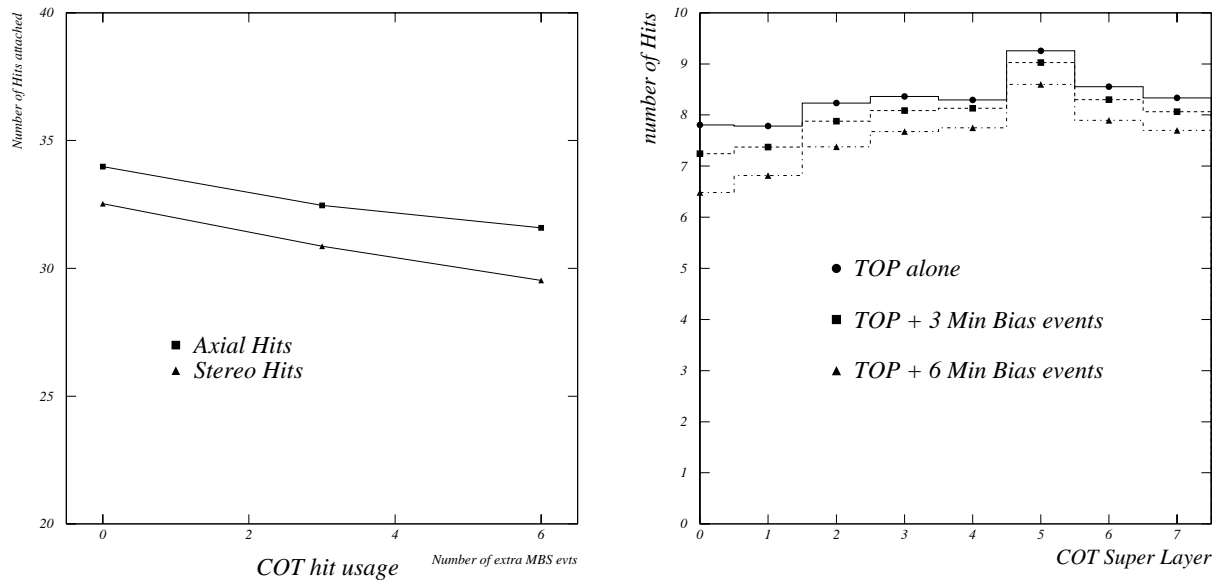 Number of Hits attached
40
35
30
25
20
0
2
4
6
Axial Hits
Stereo Hits
COT hit usage
Number of extra MBS evts
number of Hits
10
9
8
7
6
5
4
3
2
1
0
0
1
2
3
4
5
6
7
TOP alone
TOP + 3 Min Bias events
TOP + 6 Min Bias events
COT Super Layer